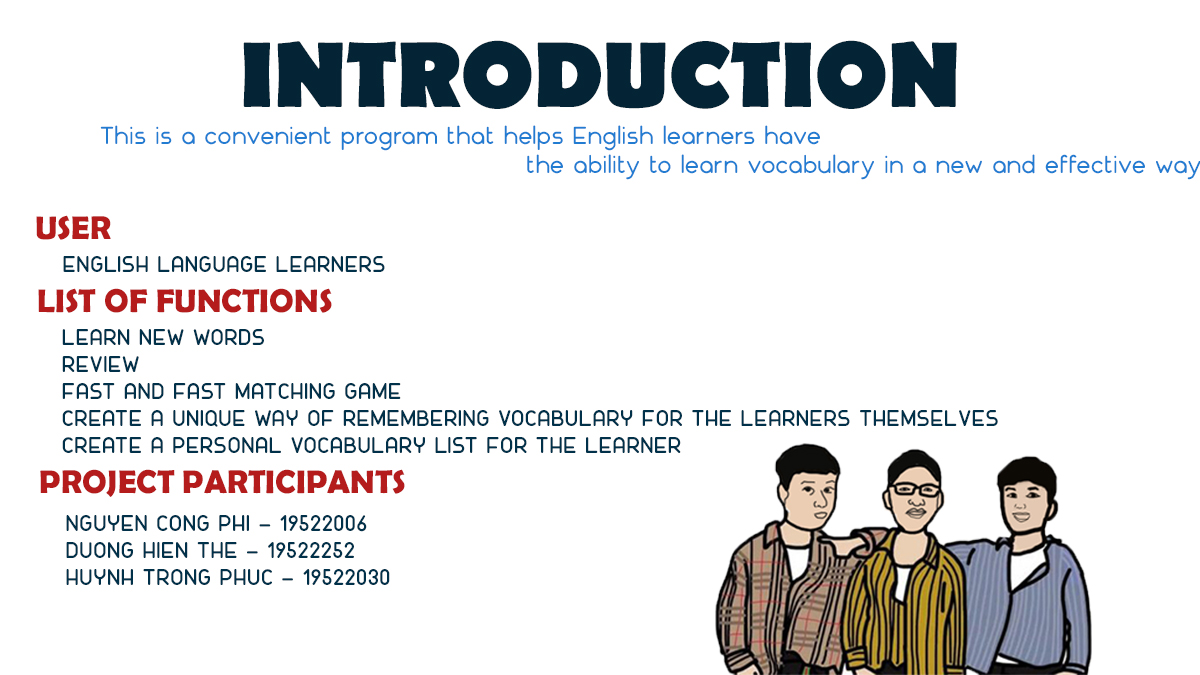 INTRODUCTION
This is a convenient program that helps English learners have
the ability to learn vocabulary in a new and effective way
USER
ENGLISH LANGUAGE LEARNERS
LIST OF FUNCTIONS
LEARN NEW WORDS
REVIEW
FAST AND FAST MATCHING GAME
CREATE A UNIQUE WAY OF REMEMBERING VOCABULARY FOR THE LEARNERS THEMSELVES
CREATE A PERSONAL VOCABULARY LIST FOR THE LEARNER
PROJECT PARTICIPANTS
NGUYEN CONG PHI – 19522006
DUONG HIEN THE – 19522252
HUYNH TRONG PHUC – 19522030